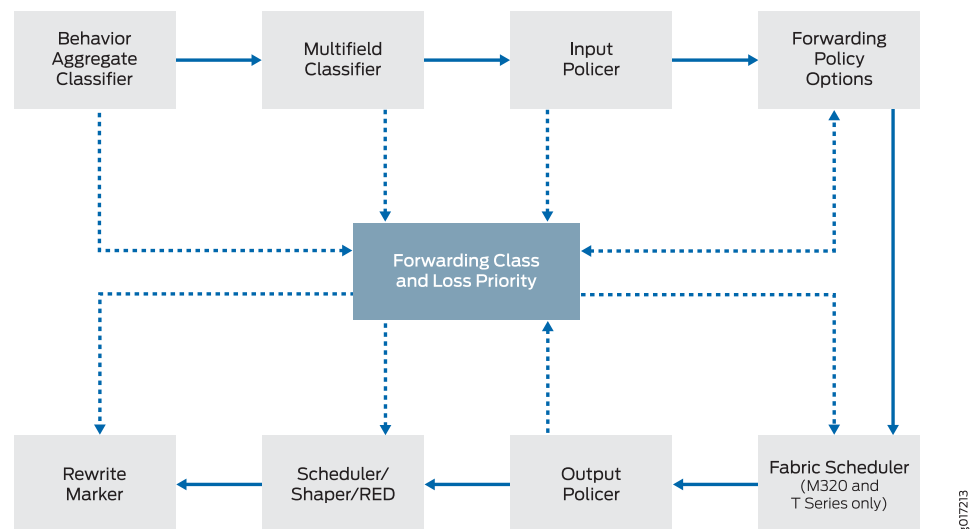 Behavior
Aggregate
Classifier
Multifield
Classifier
Input
Policer
Forwarding
Policy
Options
Forwarding Class
and Loss Priority
Rewrite
Marker
Scheduler/
Shaper/RED
Output
Policer
Fabric Scheduler
(M320 and
T Series only)